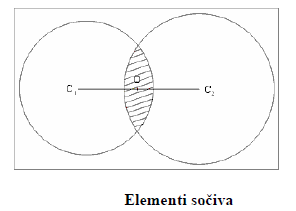 C₁ O C₂
Elementi sočiva